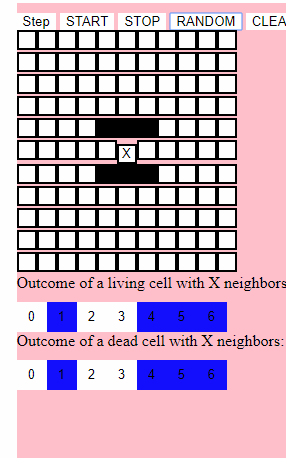 Step START STOP RANDOM CLEA
X
Outcome of a living cell with X neighbors
0 1 2 3 4 5 6
Outcome of a dead cell with X neighbors:
0 1 2 3 4 5 6